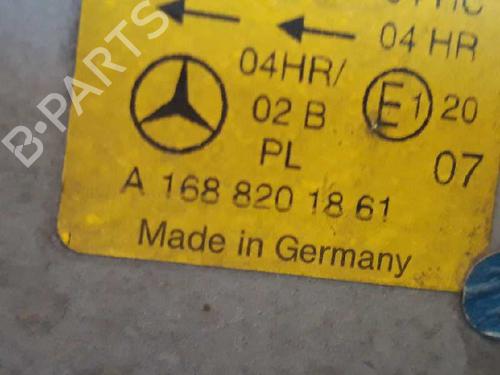 04 HR
04HR/
02 B
E1 20
PL
07
A 168 820 18 61
Made in Germany
B-PARTS